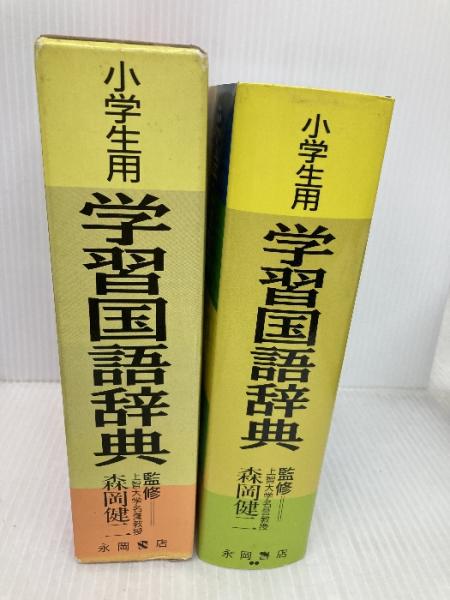 小学生用
学習国語辞典
監修
上智大学名誉教授
森岡健二
永岡書店
小学生用
学習国語辞典
監修
上智大学名誉教授
森岡健二
永岡書店